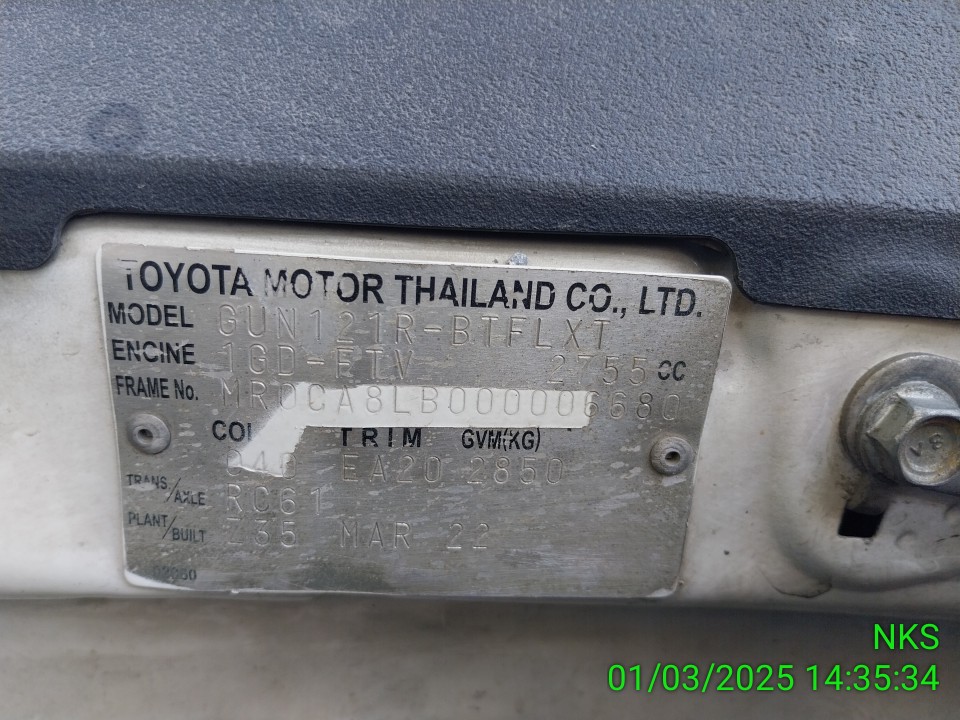 TOYOTA MOTOR THAILAND CO., LTD.
MODEL GUN121R-BTFLXT
ENGINE 1GD-FTV 2755 CC
FRAME No. MR0CA8LB000006680
COL TRIM GVM(KG)
040 EA20 2850
TRANS./AXLE RC61
PLANT/BUILT Z35 MAR 22
NKS
01/03/2025 14:35:34